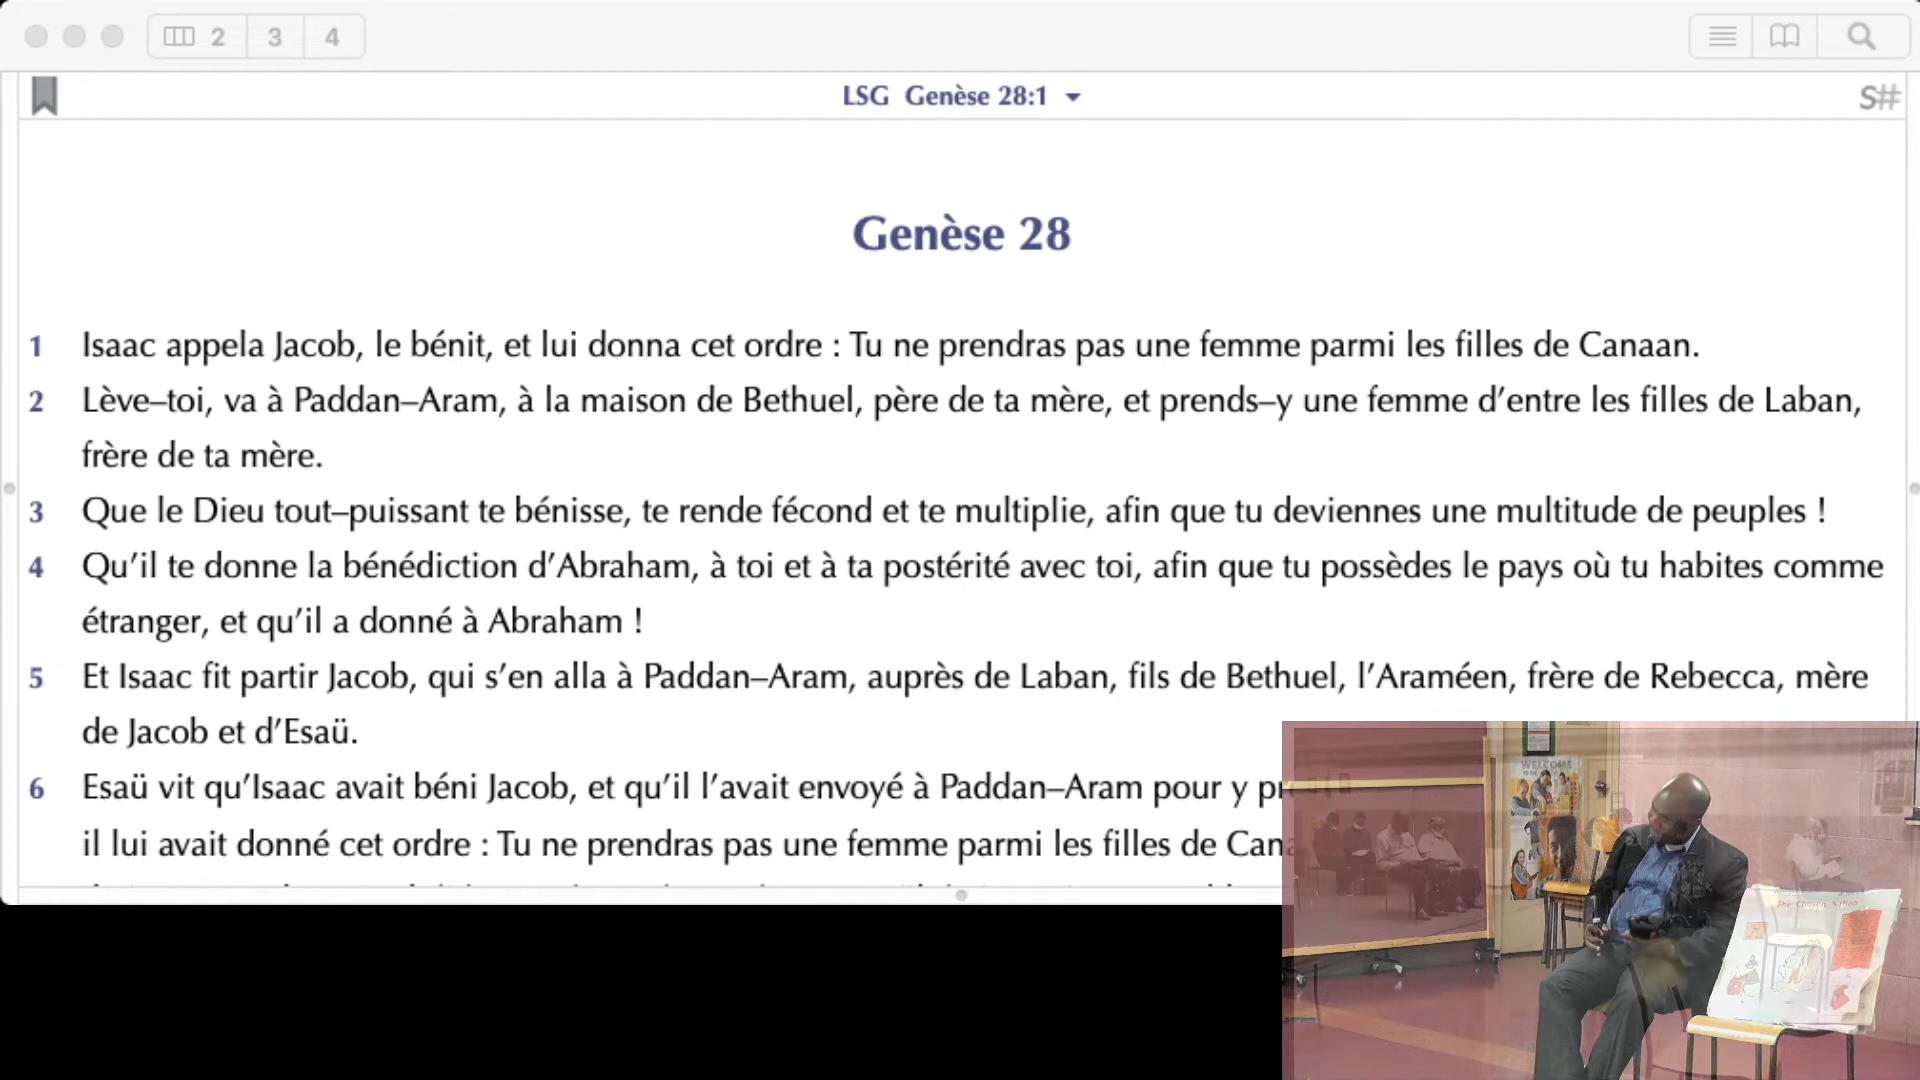 2 3 4
LSG Genèse 28:1
S#
Genèse 28
1 Isaac appela Jacob, le bénit, et lui donna cet ordre : Tu ne prendras pas une femme parmi les filles de Canaan.
2 Lève–toi, va à Paddan–Aram, à la maison de Bethuel, père de ta mère, et prends–y une femme d’entre les filles de Laban,
frère de ta mère.
3 Que le Dieu tout–puissant te bénisse, te rende fécond et te multiplie, afin que tu deviennes une multitude de peuples !
4 Qu’il te donne la bénédiction d’Abraham, à toi et à ta postérité avec toi, afin que tu possèdes le pays où tu habites comme
étranger, et qu’il a donné à Abraham !
5 Et Isaac fit partir Jacob, qui s’en alla à Paddan–Aram, auprès de Laban, fils de Bethuel, l’Araméen, frère de Rebecca, mère
de Jacob et d’Esaü.
6 Esaü vit qu’Isaac avait béni Jacob, et qu’il l’avait envoyé à Paddan–Aram pour y
il lui avait donné cet ordre : Tu ne prendras pas une femme parmi les filles de
WELCOME
The Chosen Nation